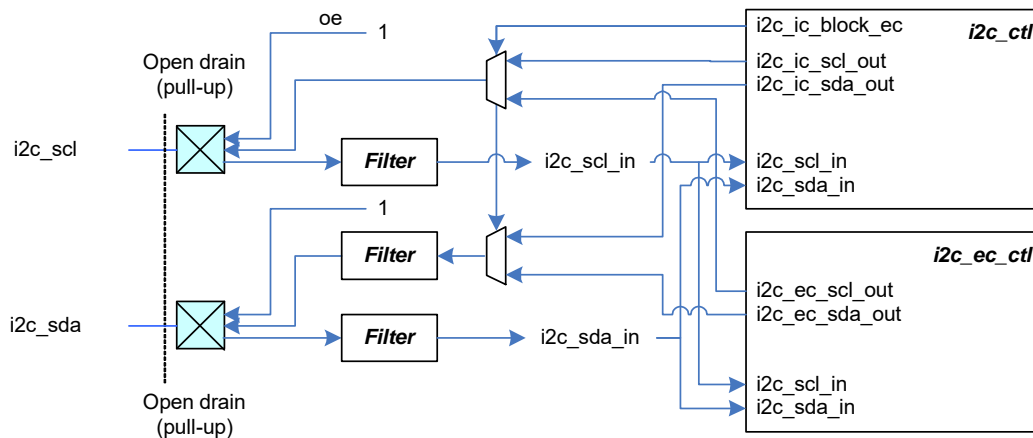 oe
1
i2c_ic_block_ec
i2c_ctl
Open drain
(pull-up)
i2c_ic_scl_out
i2c_ic_sda_out
i2c_scl
Filter
i2c_scl_in
i2c_scl_in
i2c_sda_in
1
Filter
i2c_ec_ctl
i2c_ec_scl_out
i2c_ec_sda_out
i2c_sda
Filter
i2c_sda_in
i2c_scl_in
i2c_sda_in
Open drain
(pull-up)